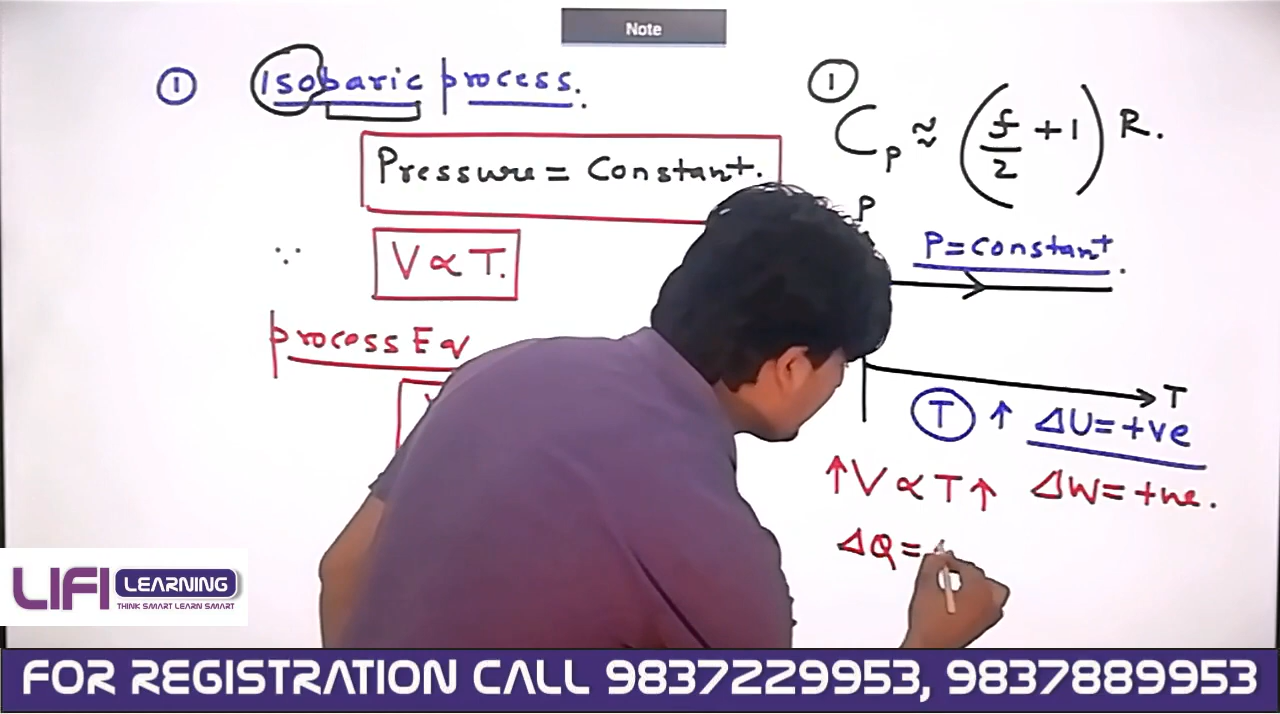 Note
① Isobaric process.
Pressure = Constant.
∵ V ∝ T.
process Eq
① Cp ≈ (f/2 + 1) R.
P
P = constant.
T
T ↑ ΔU = +ve
↑ V ∝ T ↑ ΔW = +ve.
ΔQ =
LIFI LEARNING
THINK SMART LEARN SMART
FOR REGISTRATION CALL 9837229953, 9837889953